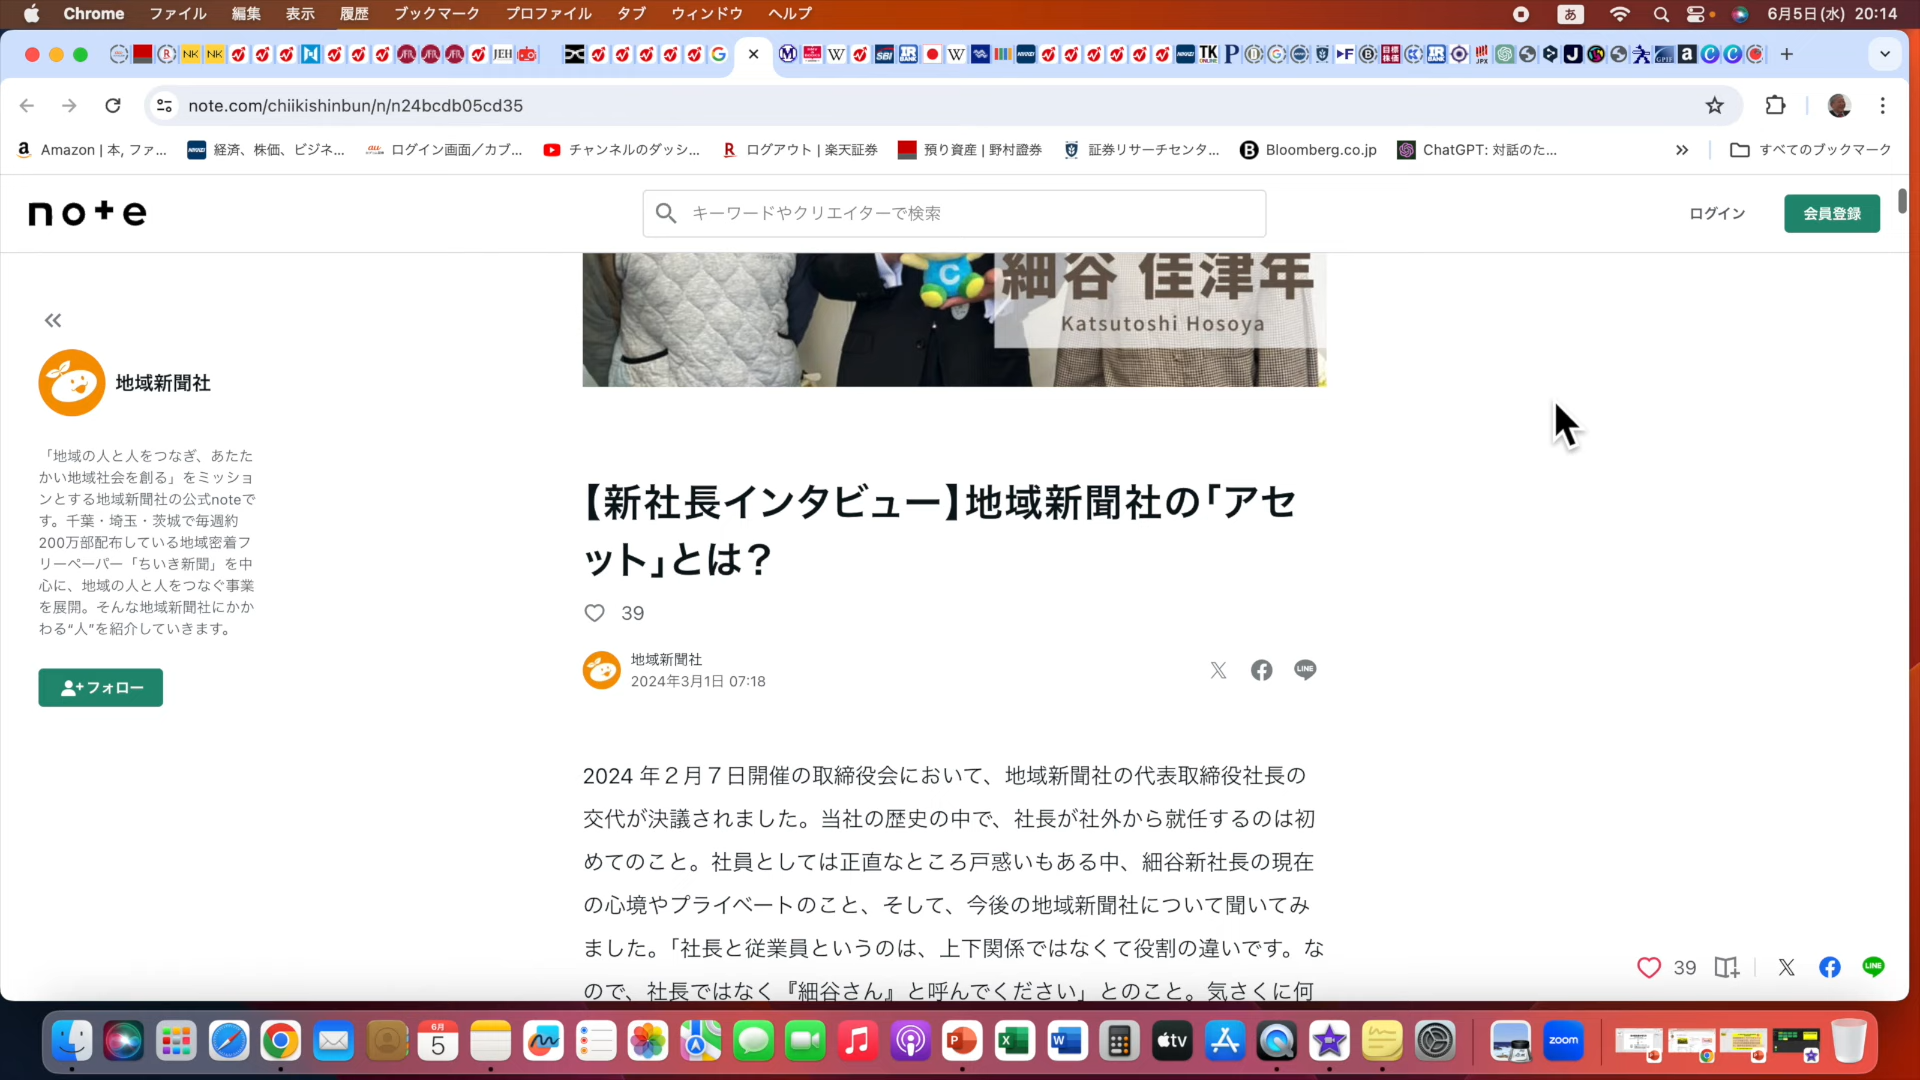 Chrome ファイル 編集 表示 履歴 ブックマーク プロファイル タブ ウィンドウ ヘルプ あ 6月5日(水) 20:14
note.com/chiikishinbun/n/n24bcdb05cd35
Amazon | 本, ファ... 経済、株価、ビジネ... ログイン画面／カブ... チャンネルのダッシ... ログアウト | 楽天証券 預り資産 | 野村證券 証券リサーチセンタ... Bloomberg.co.jp ChatGPT: 対話のた... » すべてのブックマーク
note キーワードやクリエイターで検索 ログイン 会員登録
細谷 佳津年
Katsutoshi Hosoya
地域新聞社
「地域の人と人をつなぎ、あたた
かい地域社会を創る」をミッショ
ンとする地域新聞社の公式noteで
す。千葉・埼玉・茨城で毎週約
200万部配布している地域密着フ
リーペーパー「ちいき新聞」を中
心に、地域の人と人をつなぐ事業
を展開。そんな地域新聞社にかか
わる“人”を紹介していきます。
フォロー
【新社長インタビュー】地域新聞社の「アセ
ット」とは？
39
地域新聞社
2024年3月1日 07:18
2024 年２月７日開催の取締役会において、地域新聞社の代表取締役社長の
交代が決議されました。当社の歴史の中で、社長が社外から就任するのは初
めてのこと。社員としては正直なところ戸惑いもある中、細谷新社長の現在
の心境やプライベートのこと、そして、今後の地域新聞社について聞いてみ
ました。「社長と従業員というのは、上下関係ではなくて役割の違いです。な
ので、社長ではなく『細谷さん』と呼んでください」とのこと。気さくに何
39
6月
5
tv
zoom